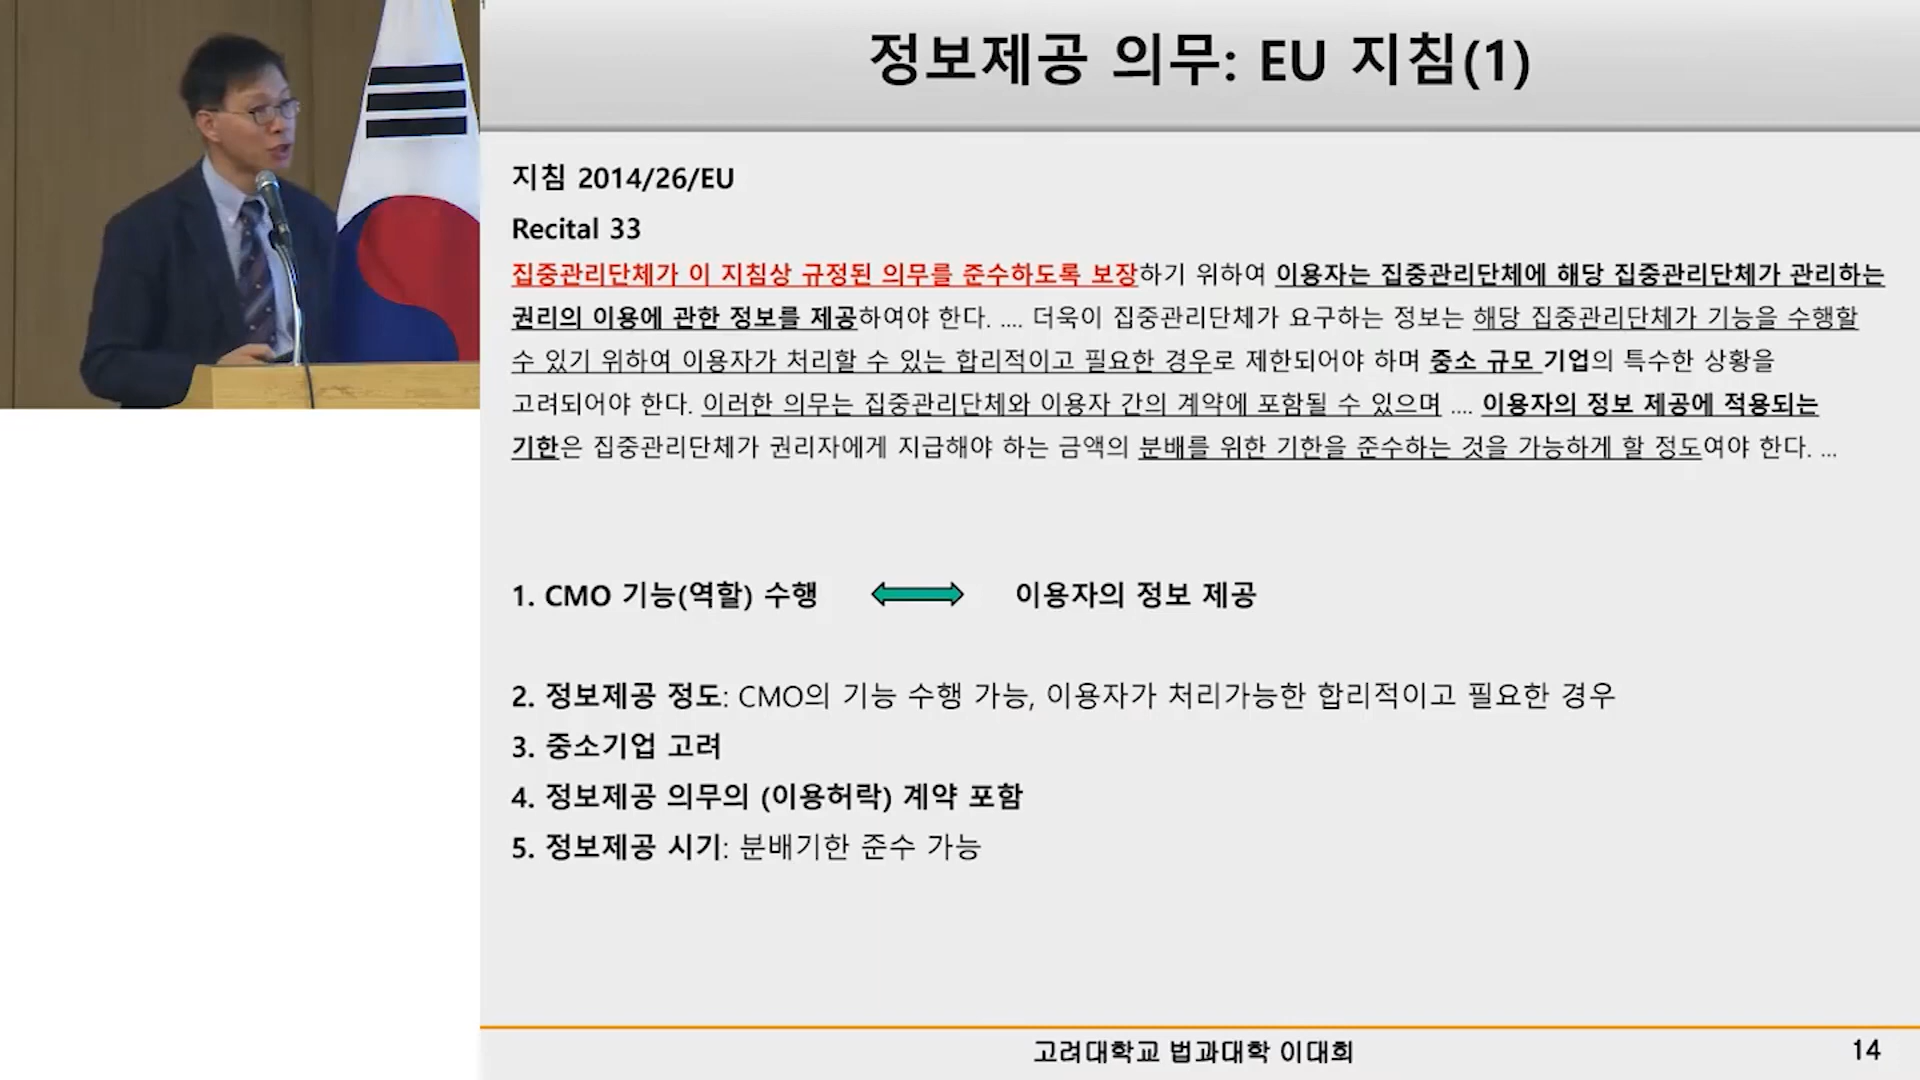 정보제공 의무: EU 지침(1)
지침 2014/26/EU
Recital 33
집중관리단체가 이 지침상 규정된 의무를 준수하도록 보장하기 위하여 이용자는 집중관리단체에 해당 집중관리단체가 관리하는
권리의 이용에 관한 정보를 제공하여야 한다. .... 더욱이 집중관리단체가 요구하는 정보는 해당 집중관리단체가 기능을 수행할
수 있기 위하여 이용자가 처리할 수 있는 합리적이고 필요한 경우로 제한되어야 하며 중소 규모 기업의 특수한 상황을
고려되어야 한다. 이러한 의무는 집중관리단체와 이용자 간의 계약에 포함될 수 있으며 .... 이용자의 정보 제공에 적용되는
기한은 집중관리단체가 권리자에게 지급해야 하는 금액의 분배를 위한 기한을 준수하는 것을 가능하게 할 정도여야 한다. ...
1. CMO 기능(역할) 수행 이용자의 정보 제공
2. 정보제공 정도: CMO의 기능 수행 가능, 이용자가 처리가능한 합리적이고 필요한 경우
3. 중소기업 고려
4. 정보제공 의무의 (이용허락) 계약 포함
5. 정보제공 시기: 분배기한 준수 가능
고려대학교 법과대학 이대희
14